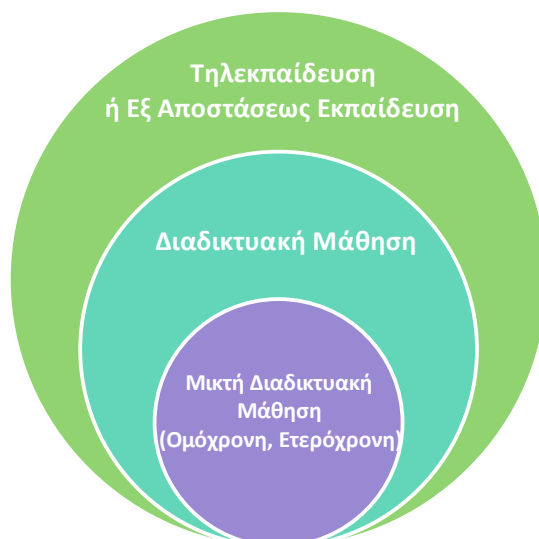 Τηλεκπαίδευση
ή Εξ Αποστάσεως Εκπαίδευση
Διαδικτυακή Μάθηση
Μικτή Διαδικτυακή
Μάθηση
(Ομόχρονη, Ετερόχρονη)